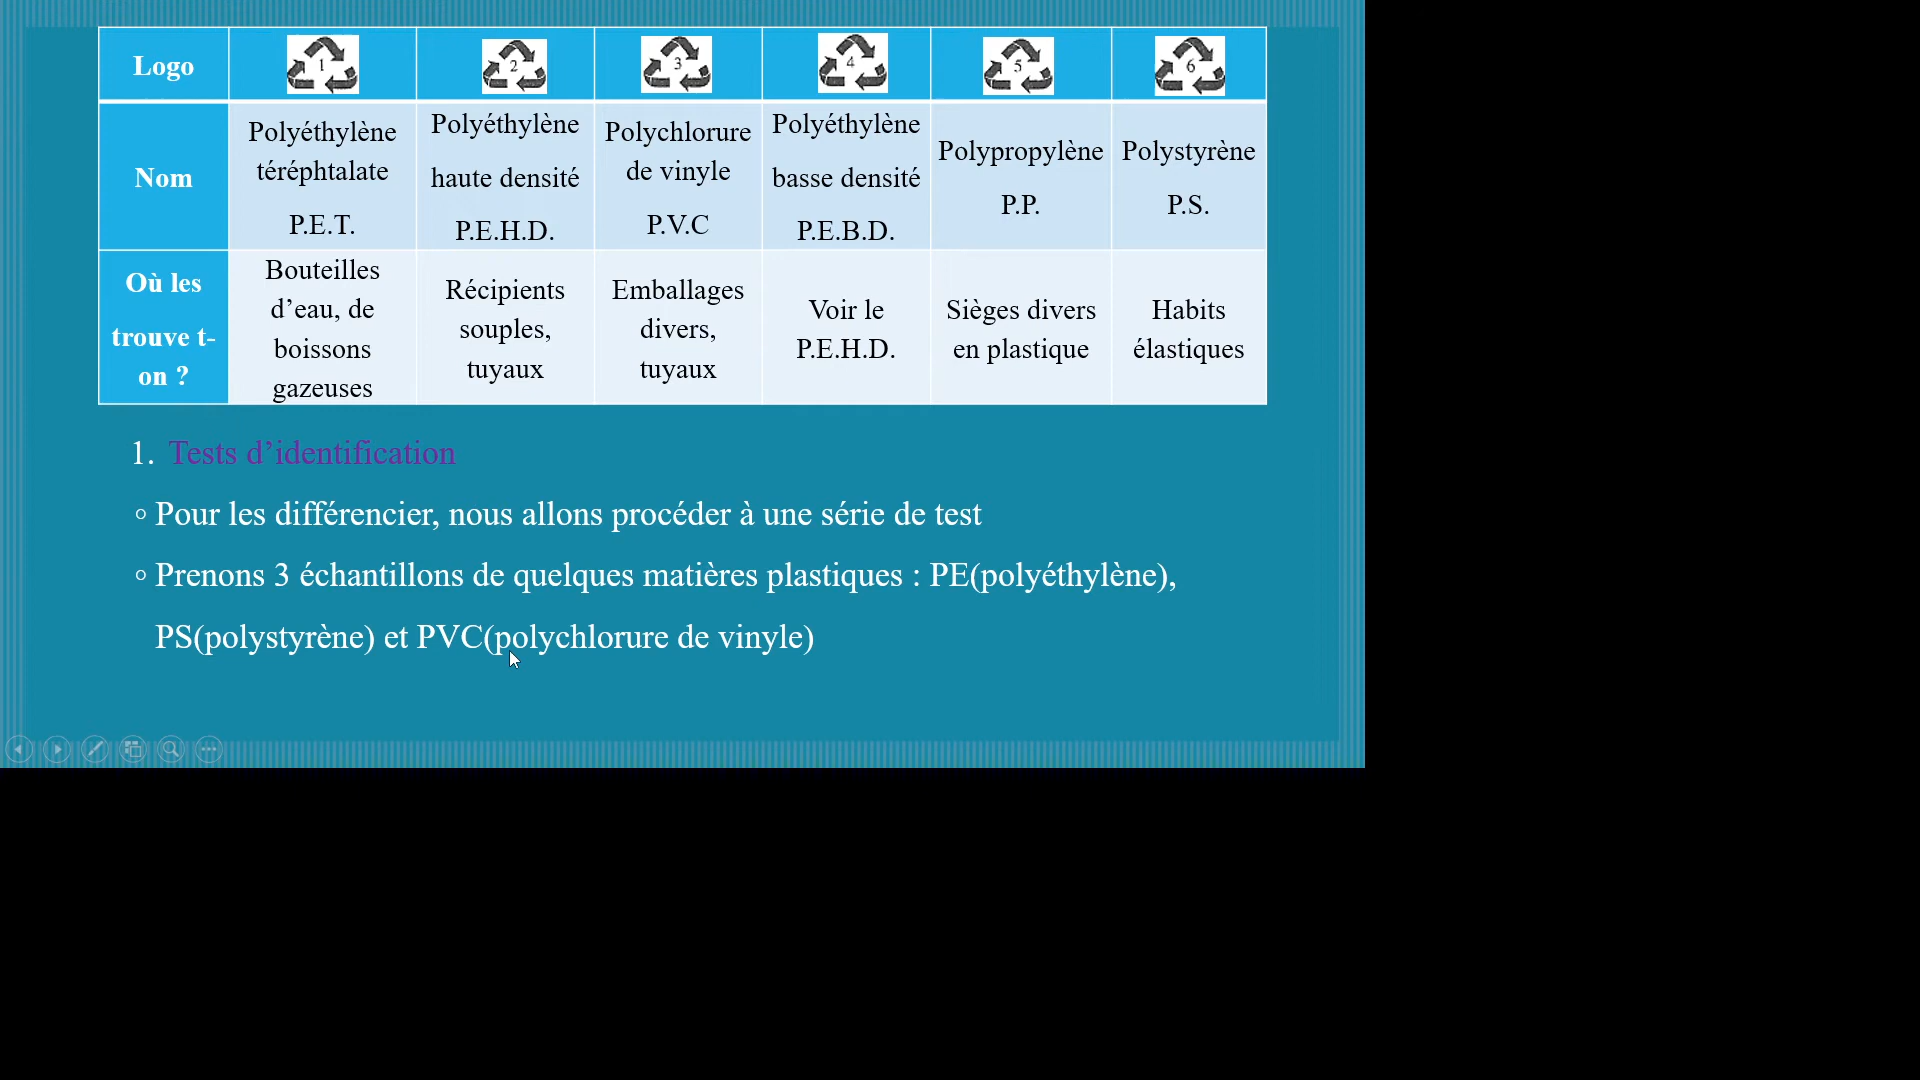 Logo
1
2
3
4
5
6
Nom
Polyéthylène
téréphtalate
P.E.T.
Polyéthylène
haute densité
P.E.H.D.
Polychlorure
de vinyle
P.V.C
Polyéthylène
basse densité
P.E.B.D.
Polypropylène
P.P.
Polystyrène
P.S.
Où les
trouve t-
on ?
Bouteilles
d’eau, de
boissons
gazeuses
Récipients
souples,
tuyaux
Emballages
divers,
tuyaux
Voir le
P.E.H.D.
Sièges divers
en plastique
Habits
élastiques
1. Tests d’identification
Pour les différencier, nous allons procéder à une série de test
Prenons 3 échantillons de quelques matières plastiques : PE(polyéthylène),
PS(polystyrène) et PVC(polychlorure de vinyle)